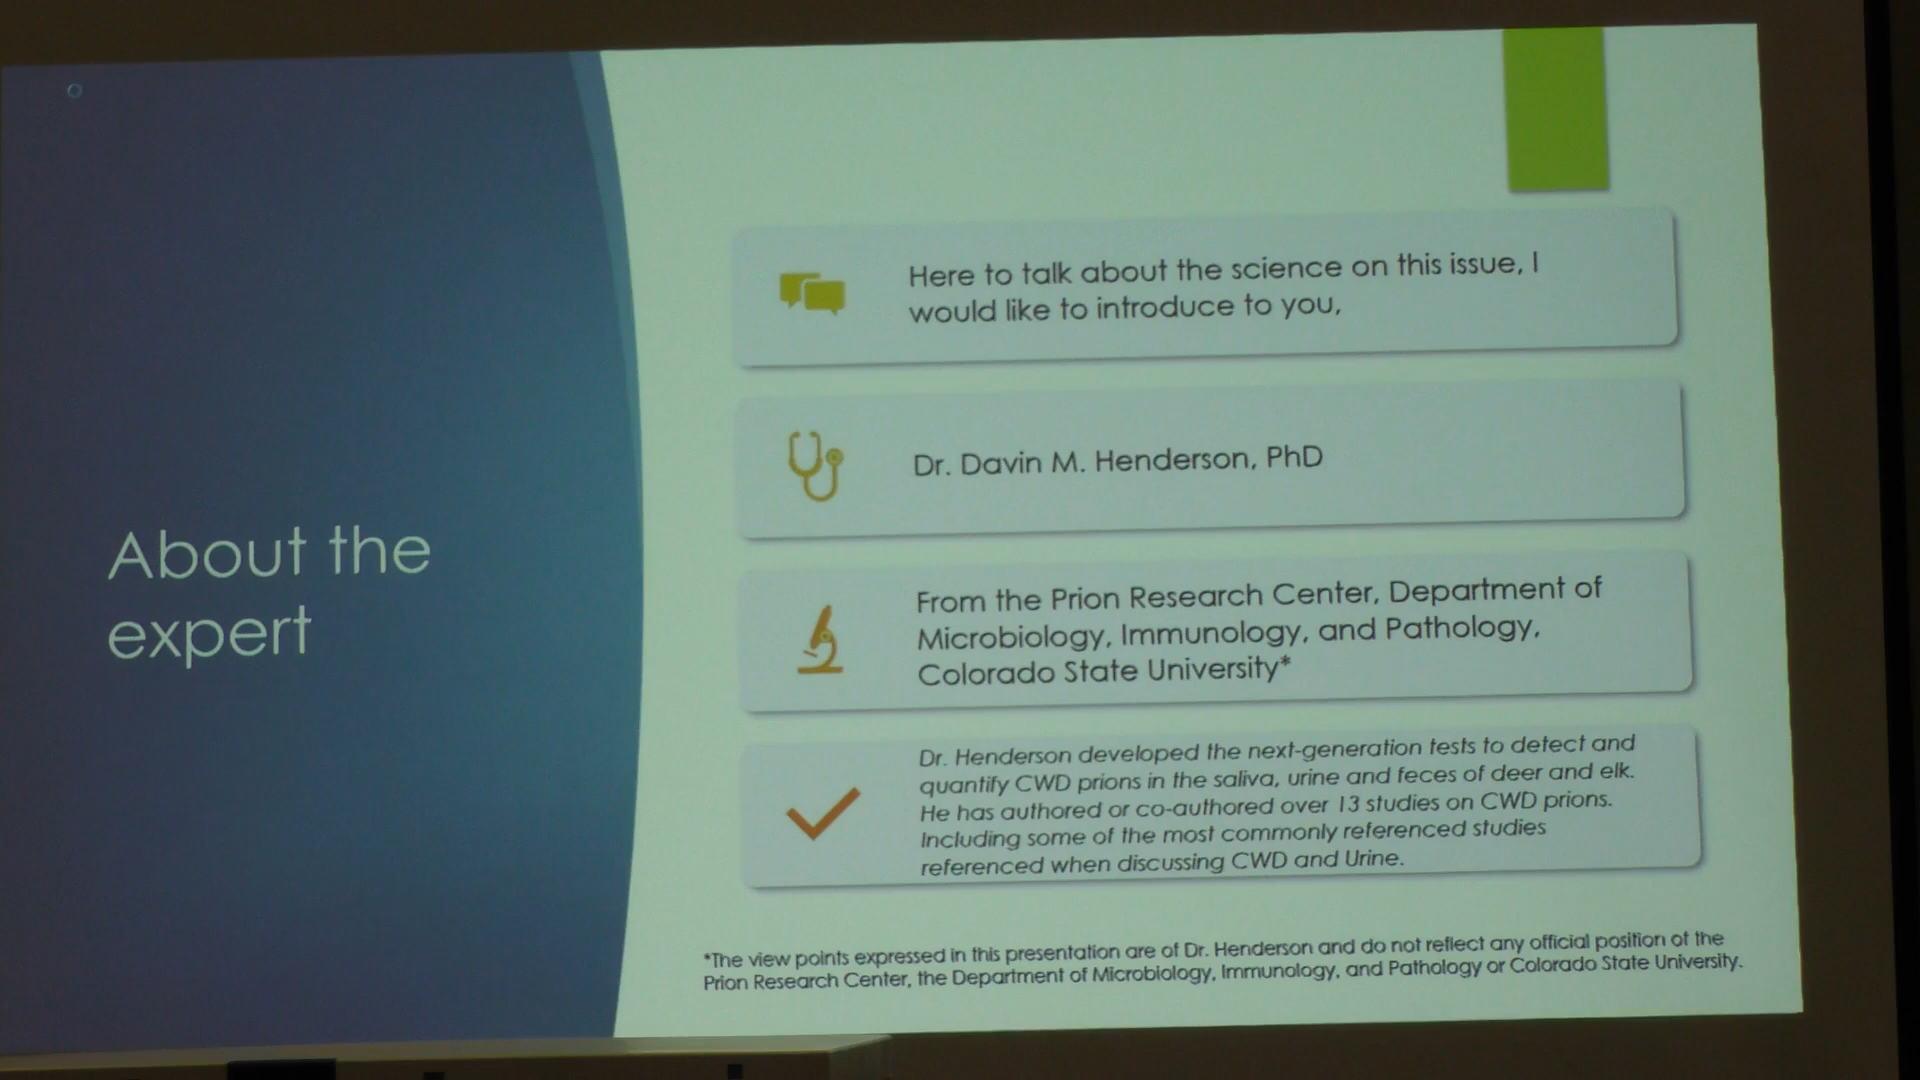 About the
expert
Here to talk about the science on this issue, I
would like to introduce to you,
Dr. Davin M. Henderson, PhD
From the Prion Research Center, Department of
Microbiology, Immunology, and Pathology,
Colorado State University*
Dr. Henderson developed the next-generation tests to detect and
quantify CWD prions in the saliva, urine and feces of deer and elk.
He has authored or co-authored over 13 studies on CWD prions.
Including some of the most commonly referenced studies
referenced when discussing CWD and Urine.
*The view points expressed in this presentation are of Dr. Henderson and do not reflect any official position of the
Prion Research Center, the Department of Microbiology, Immunology, and Pathology or Colorado State University.